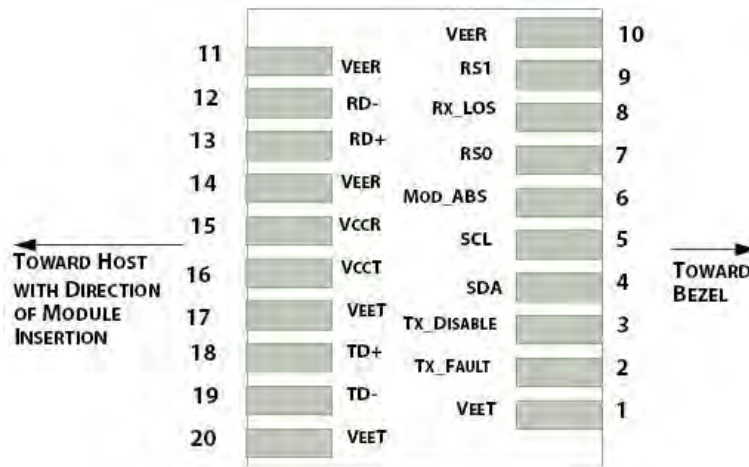 11 VEER
12 RD-
13 RD+
14 VEER
15 VCCR
16 VCCT
17 VEET
18 TD+
19 TD-
20 VEET
VEER 10
RS1 9
RX_LOS 8
RS0 7
MOD_ABS 6
SCL 5
SDA 4
TX_DISABLE 3
TX_FAULT 2
VEET 1
TOWARD HOST
WITH DIRECTION
OF MODULE
INSERTION
TOWARD
BEZEL